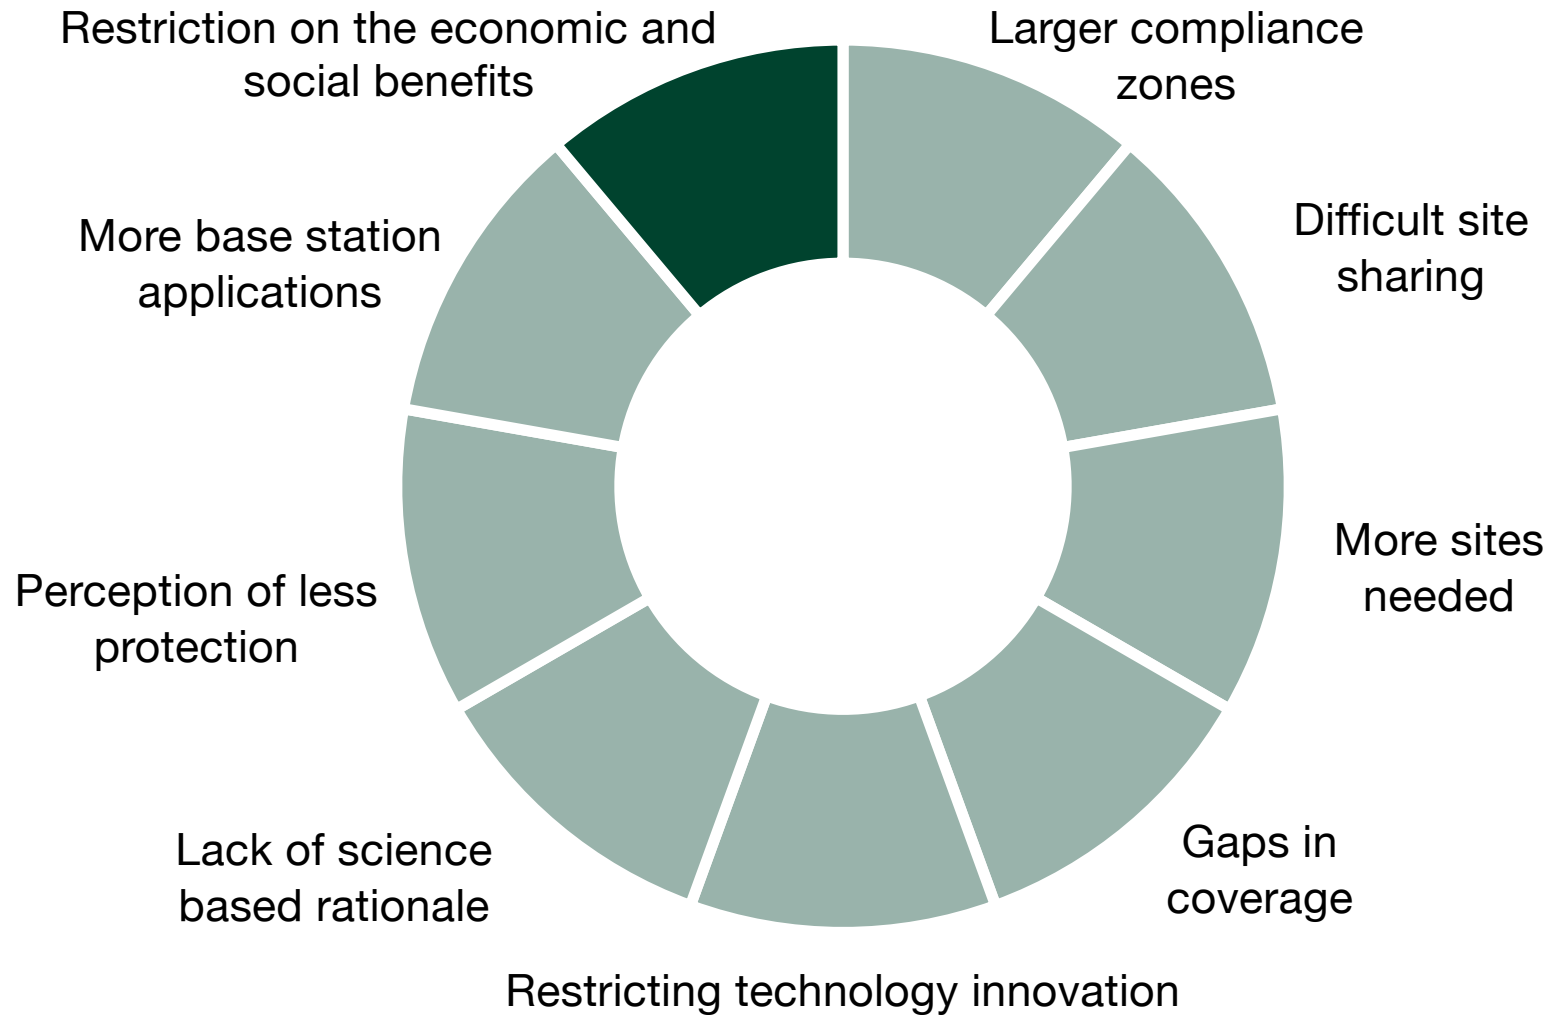 Restriction on the economic and
social benefits
Larger compliance
zones
Difficult site
sharing
More sites
needed
Gaps in
coverage
Restricting technology innovation
Lack of science
based rationale
Perception of less
protection
More base station
applications